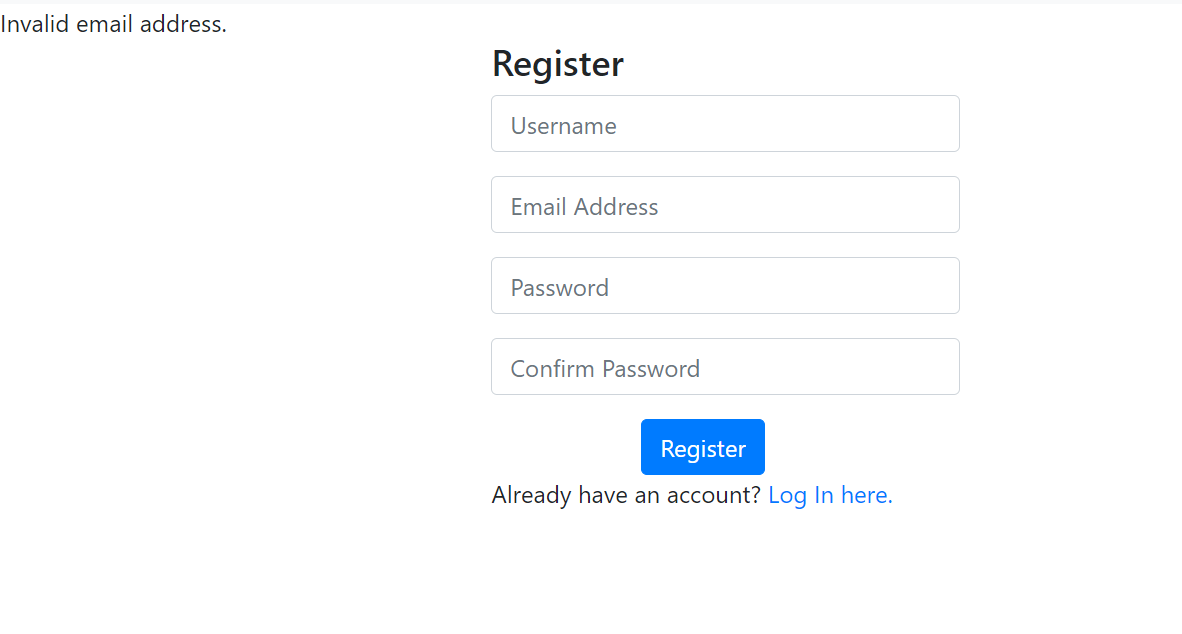 Invalid email address.
Register
Username
Email Address
Password
Confirm Password
Register
Already have an account? Log In here.